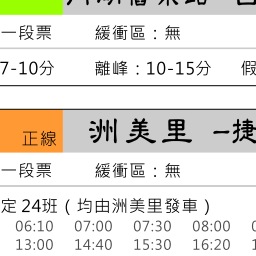 一段票 緩衝區：無
7-10分 離峰：10-15分 假
正線 洲美里 －捷
一段票 緩衝區：無
定 24班（均由洲美里發車）
06:10 07:00 07:30 08:00
13:00 14:40 15:30 16:20